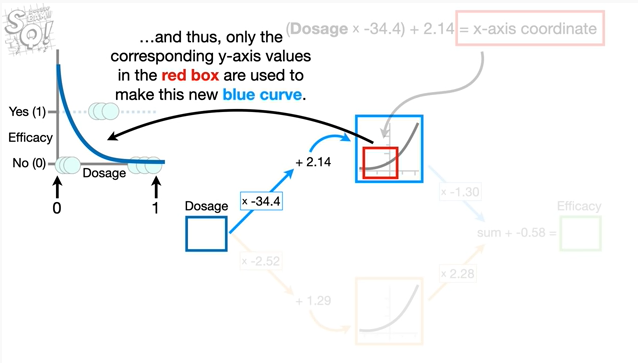 StatQuest!!!
SQ!
(Dosage × -34.4) + 2.14 = x-axis coordinate
…and thus, only the
corresponding y-axis values
in the red box are used to
make this new blue curve.
Yes (1)
Efficacy
No (0)
Dosage
0
1
+ 2.14
× -34.4
× -1.30
Dosage
Efficacy
sum + -0.58 =
× -2.52
× 2.28
+ 1.29